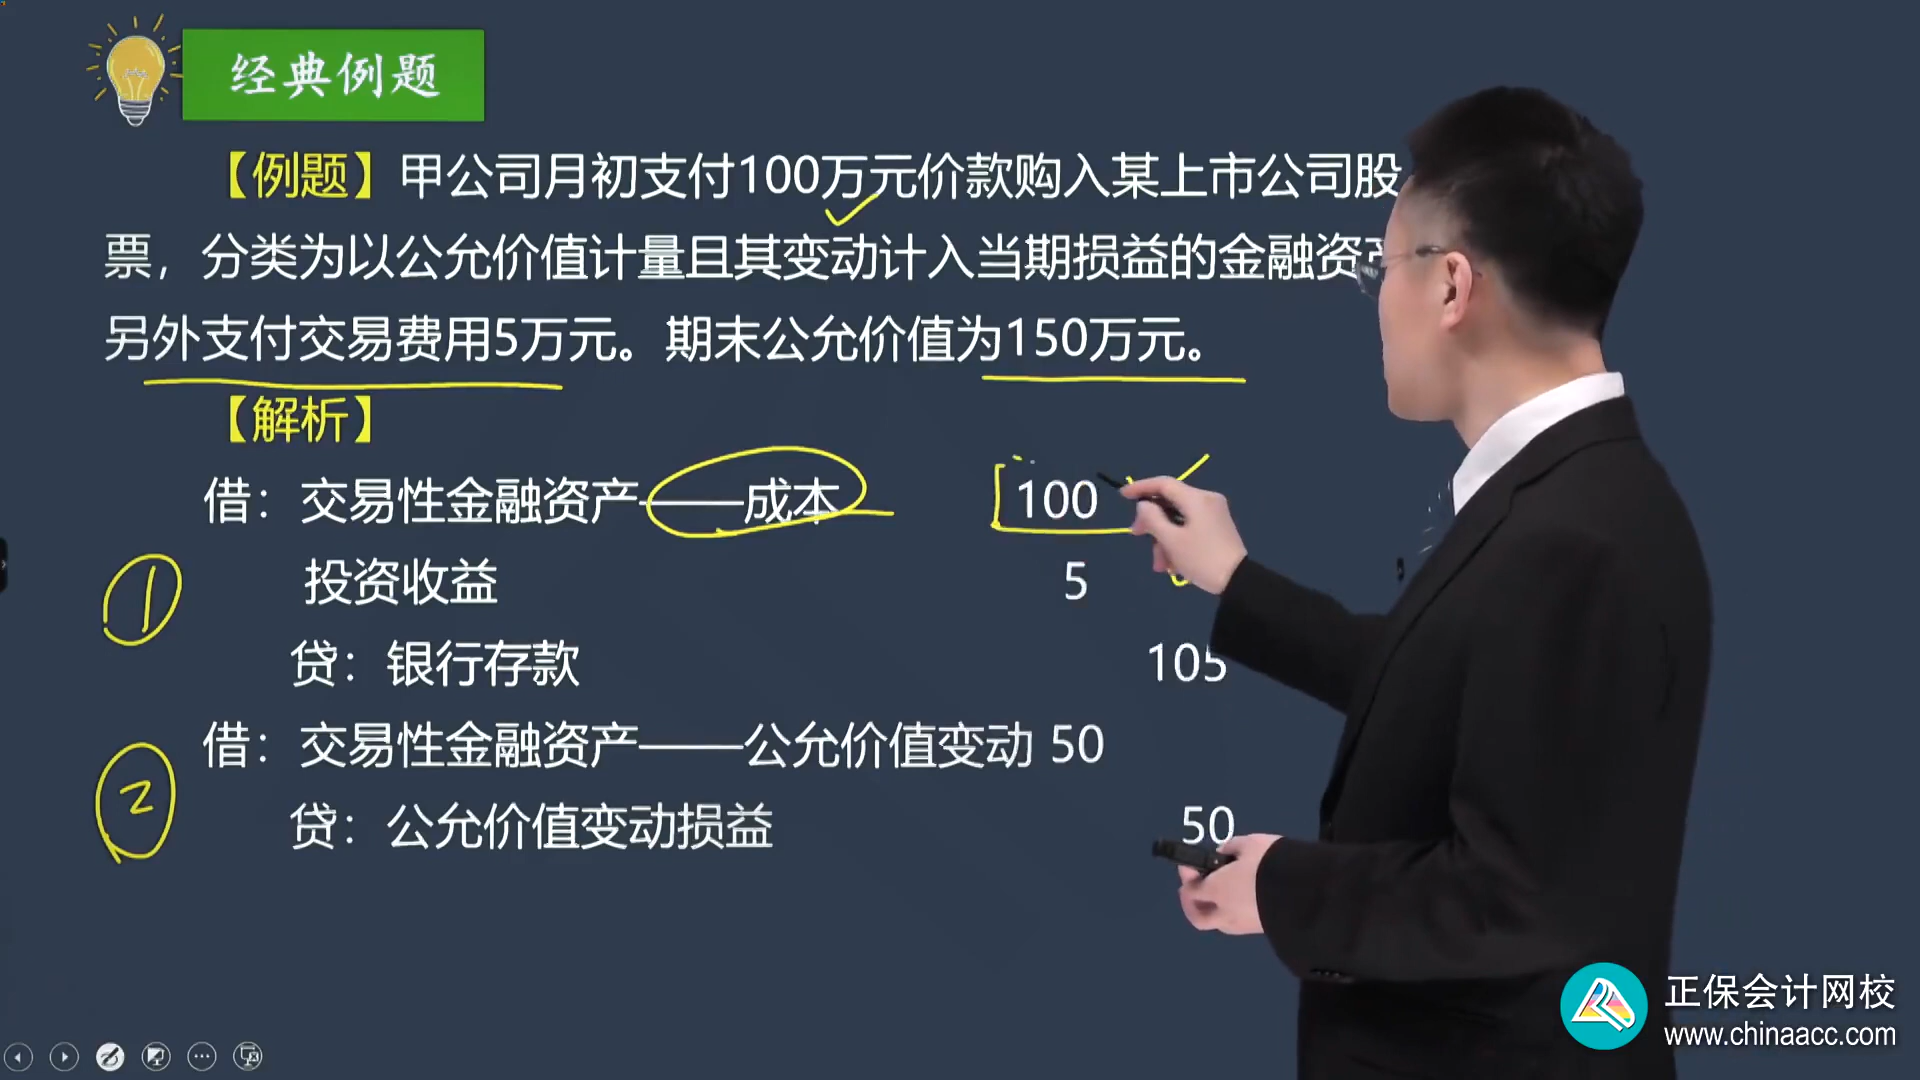 经典例题
【例题】甲公司月初支付100万元价款购入某上市公司股
票，分类为以公允价值计量且其变动计入当期损益的金融资产
另外支付交易费用5万元。期末公允价值为150万元。
【解析】
借：交易性金融资产——成本 100
① 投资收益 5
贷：银行存款 105
借：交易性金融资产——公允价值变动 50
② 贷：公允价值变动损益 50
正保会计网校
www.chinaacc.com